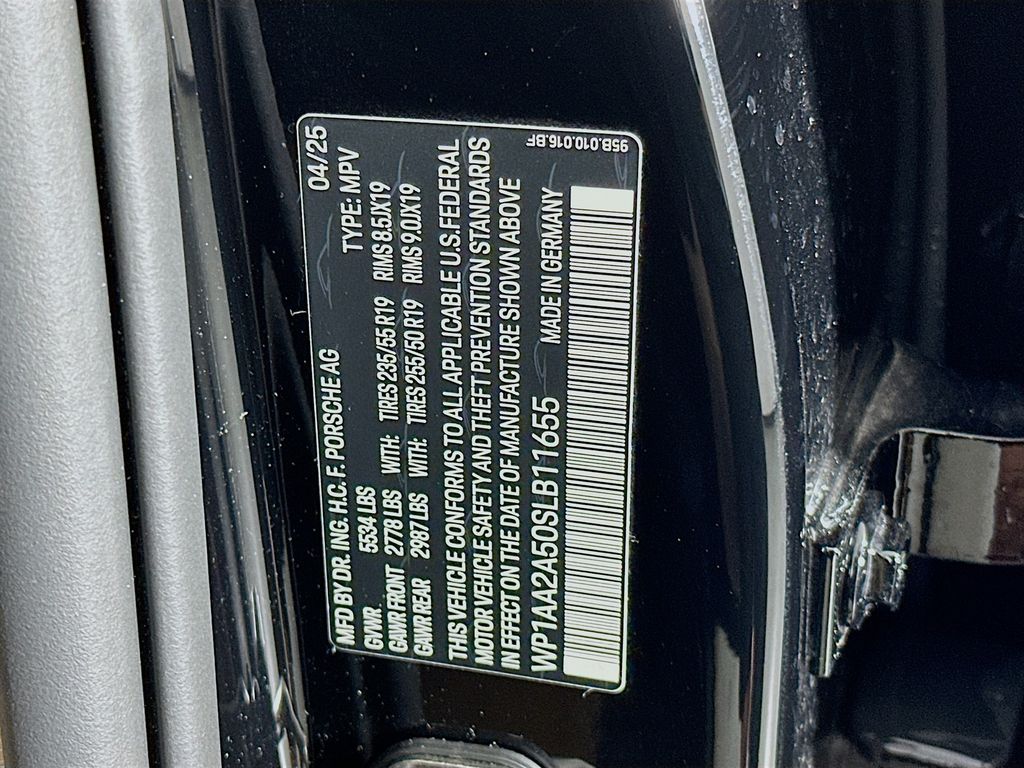 MFD BY DR. ING. H.C. F. PORSCHE AG 04/25
GVWR 5534 LBS TYPE: MPV
GAWR FRONT 2778 LBS WITH: TIRES 235/55 R19 RIMS 8.5JX19
GAWR REAR 2987 LBS WITH: TIRES 255/50 R19 RIMS 9.0JX19
THIS VEHICLE CONFORMS TO ALL APPLICABLE U.S. FEDERAL
MOTOR VEHICLE SAFETY AND THEFT PREVENTION STANDARDS
IN EFFECT ON THE DATE OF MANUFACTURE SHOWN ABOVE
WP1AA2A50SLB11655 MADE IN GERMANY
95B.010.016.BF